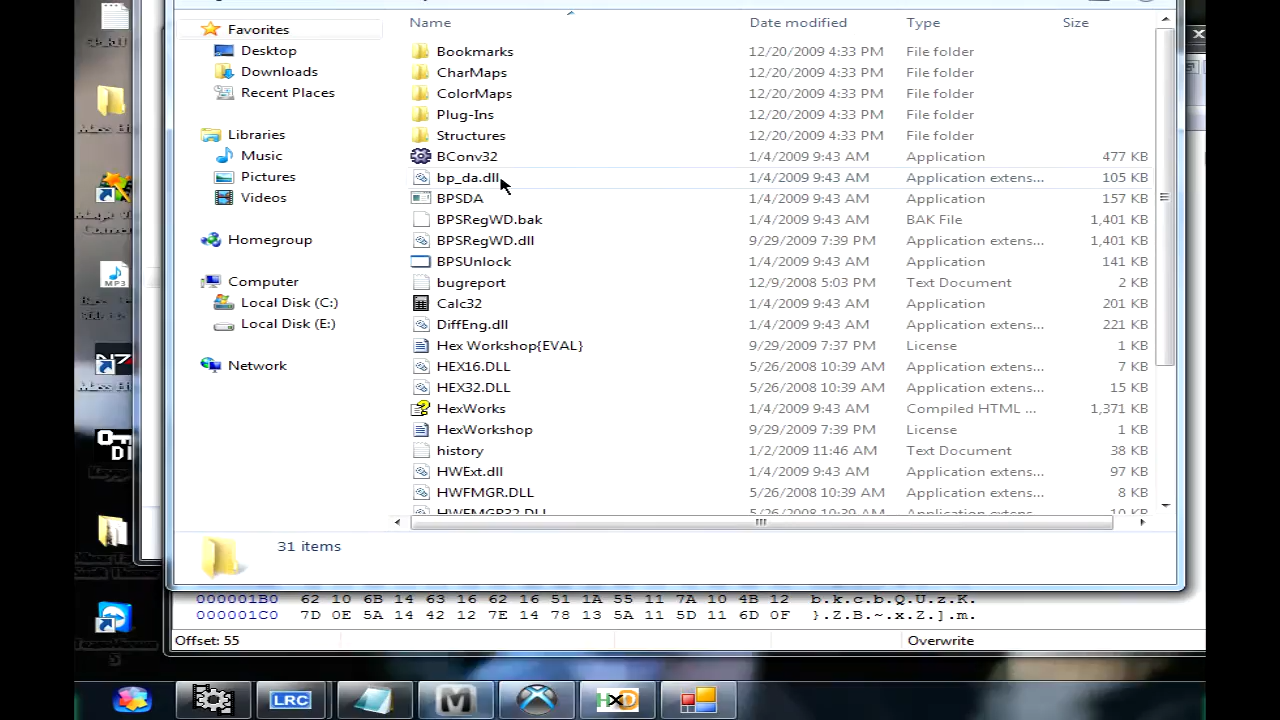 Name Date modified Type Size
Favorites
Desktop
Downloads
Recent Places
Libraries
Music
Pictures
Videos
Homegroup
Computer
Local Disk (C:)
Local Disk (E:)
Network
Bookmarks 12/20/2009 4:33 PM File folder
CharMaps 12/20/2009 4:33 PM File folder
ColorMaps 12/20/2009 4:33 PM File folder
Plug-Ins 12/20/2009 4:33 PM File folder
Structures 12/20/2009 4:33 PM File folder
BConv32 1/4/2009 9:43 AM Application 477 KB
bp_da.dll 1/4/2009 9:43 AM Application extens... 105 KB
BPSDA 1/4/2009 9:43 AM Application 157 KB
BPSRegWD.bak 1/4/2009 9:43 AM BAK File 1,401 KB
BPSRegWD.dll 9/29/2009 7:39 PM Application extens... 1,401 KB
BPSUnlock 1/4/2009 9:43 AM Application 141 KB
bugreport 12/9/2008 5:03 PM Text Document 2 KB
Calc32 1/4/2009 9:43 AM Application 201 KB
DiffEng.dll 1/4/2009 9:43 AM Application extens... 221 KB
Hex Workshop{EVAL} 9/29/2009 7:37 PM License 1 KB
HEX16.DLL 5/26/2008 10:39 AM Application extens... 7 KB
HEX32.DLL 5/26/2008 10:39 AM Application extens... 15 KB
HexWorks 1/4/2009 9:43 AM Compiled HTML ... 1,371 KB
HexWorkshop 9/29/2009 7:39 PM License 1 KB
history 1/2/2009 11:46 AM Text Document 38 KB
HWExt.dll 1/4/2009 9:43 AM Application extens... 97 KB
HWFMGR.DLL 5/26/2008 10:39 AM Application extens... 8 KB
HWFMGR32.DLL 5/26/2008 10:39 AM Application extens... 10 KB
31 items
000001B0 62 10 6B 14 63 16 62 16 51 1A 55 11 7A 10 4B 12 b.k.c.b.Q.U.z.K.
000001C0 7D 0E 5A 14 42 12 7E 14 78 13 5A 11 5D 11 6D 0F }.Z.B.~.x.Z.].m.
Offset: 55 Overwrite
MP3
N7
LRC
HXD